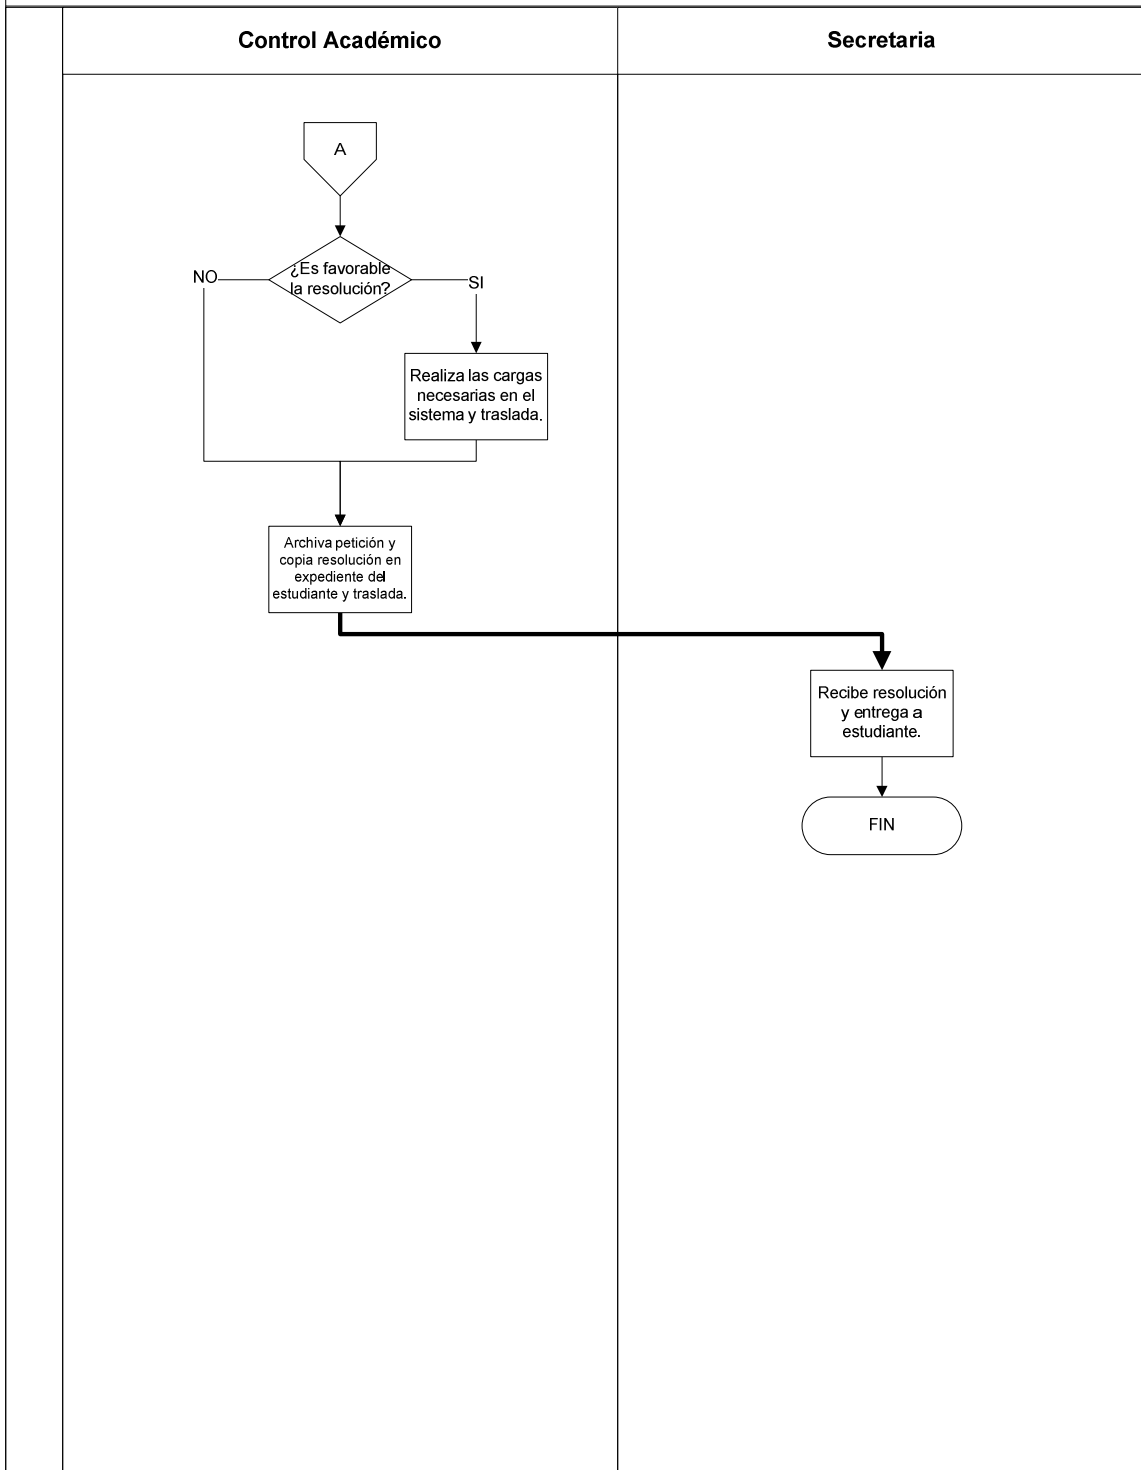 Control Académico
Secretaria
A
¿Es favorable
la resolución?
NO
SI
Realiza las cargas
necesarias en el
sistema y traslada.
Archiva petición y
copia resolución en
expediente del
estudiante y traslada.
Recibe resolución
y entrega a
estudiante.
FIN